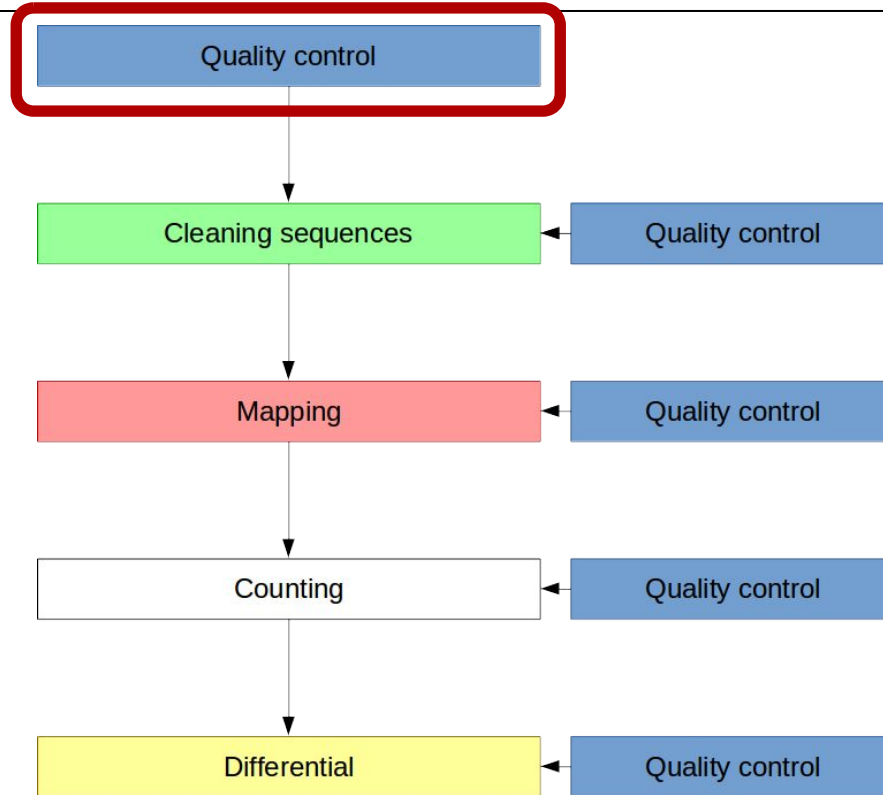 Quality control
Cleaning sequences
Quality control
Mapping
Quality control
Counting
Quality control
Differential
Quality control